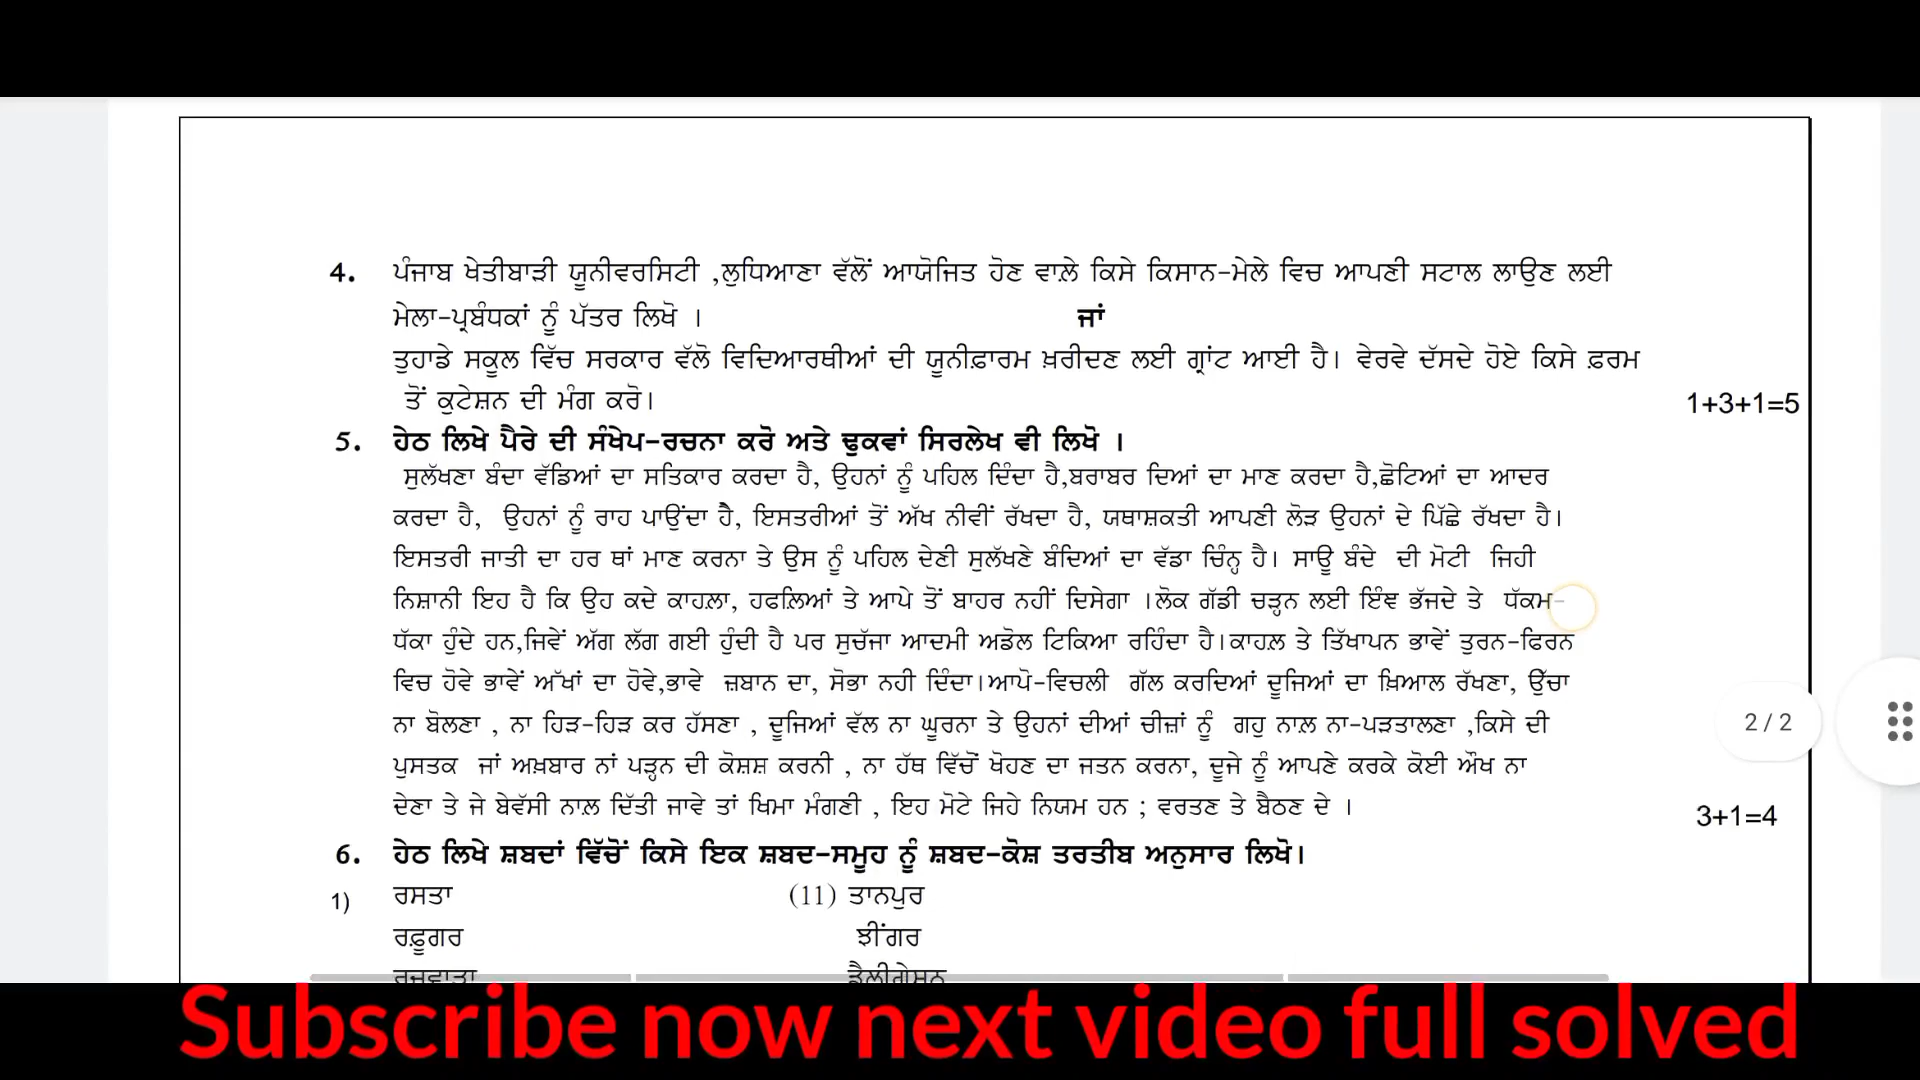 4. ਪੰਜਾਬ ਖੇਤੀਬਾੜੀ ਯੂਨੀਵਰਸਿਟੀ ,ਲੁਧਿਆਣਾ ਵੱਲੋਂ ਆਯੋਜਿਤ ਹੋਣ ਵਾਲ਼ੇ ਕਿਸੇ ਕਿਸਾਨ-ਮੇਲੇ ਵਿਚ ਆਪਣੀ ਸਟਾਲ ਲਾਉਣ ਲਈ
ਮੇਲਾ-ਪ੍ਰਬੰਧਕਾਂ ਨੂੰ ਪੱਤਰ ਲਿਖੋ । ਜਾਂ
ਤੁਹਾਡੇ ਸਕੂਲ ਵਿੱਚ ਸਰਕਾਰ ਵੱਲੋ ਵਿਦਿਆਰਥੀਆਂ ਦੀ ਯੂਨੀਫ਼ਾਰਮ ਖ਼ਰੀਦਣ ਲਈ ਗ੍ਰਾਂਟ ਆਈ ਹੈ। ਵੇਰਵੇ ਦੱਸਦੇ ਹੋਏ ਕਿਸੇ ਫ਼ਰਮ
ਤੋਂ ਕੁਟੇਸ਼ਨ ਦੀ ਮੰਗ ਕਰੋ। 1+3+1=5
5. ਹੇਠ ਲਿਖੇ ਪੈਰੇ ਦੀ ਸੰਖੇਪ-ਰਚਨਾ ਕਰੋ ਅਤੇ ਢੁਕਵਾਂ ਸਿਰਲੇਖ ਵੀ ਲਿਖੋ ।
ਸੁਲੱਖਣਾ ਬੰਦਾ ਵੱਡਿਆਂ ਦਾ ਸਤਿਕਾਰ ਕਰਦਾ ਹੈ, ਉਹਨਾਂ ਨੂੰ ਪਹਿਲ ਦਿੰਦਾ ਹੈ,ਬਰਾਬਰ ਦਿਆਂ ਦਾ ਮਾਣ ਕਰਦਾ ਹੈ,ਛੋਟਿਆਂ ਦਾ ਆਦਰ
ਕਰਦਾ ਹੈ, ਉਹਨਾਂ ਨੂੰ ਰਾਹ ਪਾਉਂਦਾ ਹੈ, ਇਸਤਰੀਆਂ ਤੋਂ ਅੱਖ ਨੀਵੀਂ ਰੱਖਦਾ ਹੈ, ਯਥਾਸ਼ਕਤੀ ਆਪਣੀ ਲੋੜ ਉਹਨਾਂ ਦੇ ਪਿੱਛੇ ਰੱਖਦਾ ਹੈ।
ਇਸਤਰੀ ਜਾਤੀ ਦਾ ਹਰ ਥਾਂ ਮਾਣ ਕਰਨਾ ਤੇ ਉਸ ਨੂੰ ਪਹਿਲ ਦੇਣੀ ਸੁਲੱਖਣੇ ਬੰਦਿਆਂ ਦਾ ਵੱਡਾ ਚਿੰਨ੍ਹ ਹੈ। ਸਾਊ ਬੰਦੇ ਦੀ ਮੋਟੀ ਜਿਹੀ
ਨਿਸ਼ਾਨੀ ਇਹ ਹੈ ਕਿ ਉਹ ਕਦੇ ਕਾਹਲ਼ਾ, ਹਫਲ਼ਿਆਂ ਤੇ ਆਪੇ ਤੋਂ ਬਾਹਰ ਨਹੀਂ ਦਿਸੇਗਾ ।ਲੋਕ ਗੱਡੀ ਚੜ੍ਹਨ ਲਈ ਇੰਞ ਭੱਜਦੇ ਤੇ ਧੱਕਮ-
ਧੱਕਾ ਹੁੰਦੇ ਹਨ,ਜਿਵੇਂ ਅੱਗ ਲੱਗ ਗਈ ਹੁੰਦੀ ਹੈ ਪਰ ਸੁਚੱਜਾ ਆਦਮੀ ਅਡੋਲ ਟਿਕਿਆ ਰਹਿੰਦਾ ਹੈ।ਕਾਹਲ਼ ਤੇ ਤਿੱਖਾਪਨ ਭਾਵੇਂ ਤੁਰਨ-ਫਿਰਨ
ਵਿਚ ਹੋਵੇ ਭਾਵੇਂ ਅੱਖਾਂ ਦਾ ਹੋਵੇ,ਭਾਵੇ ਜ਼ਬਾਨ ਦਾ, ਸੋਭਾ ਨਹੀ ਦਿੰਦਾ।ਆਪੋ-ਵਿਚਲੀ ਗੱਲ ਕਰਦਿਆਂ ਦੂਜਿਆਂ ਦਾ ਖ਼ਿਆਲ ਰੱਖਣਾ, ਉੱਚਾ
ਨਾ ਬੋਲਣਾ , ਨਾ ਹਿੜ-ਹਿੜ ਕਰ ਹੱਸਣਾ , ਦੂਜਿਆਂ ਵੱਲ ਨਾ ਘੂਰਨਾ ਤੇ ਉਹਨਾਂ ਦੀਆਂ ਚੀਜ਼ਾਂ ਨੂੰ ਗਹੁ ਨਾਲ਼ ਨਾ-ਪੜਤਾਲਣਾ ,ਕਿਸੇ ਦੀ
ਪੁਸਤਕ ਜਾਂ ਅਖ਼ਬਾਰ ਨਾਂ ਪੜ੍ਹਨ ਦੀ ਕੋਸ਼ਸ਼ ਕਰਨੀ , ਨਾ ਹੱਥ ਵਿੱਚੋਂ ਖੋਹਣ ਦਾ ਜਤਨ ਕਰਨਾ, ਦੂਜੇ ਨੂੰ ਆਪਣੇ ਕਰਕੇ ਕੋਈ ਔਖ ਨਾ
ਦੇਣਾ ਤੇ ਜੇ ਬੇਵੱਸੀ ਨਾਲ਼ ਦਿੱਤੀ ਜਾਵੇ ਤਾਂ ਖਿਮਾ ਮੰਗਣੀ , ਇਹ ਮੋਟੇ ਜਿਹੇ ਨਿਯਮ ਹਨ ; ਵਰਤਣ ਤੇ ਬੈਠਣ ਦੇ । 3+1=4
6. ਹੇਠ ਲਿਖੇ ਸ਼ਬਦਾਂ ਵਿੱਚੋਂ ਕਿਸੇ ਇਕ ਸ਼ਬਦ-ਸਮੂਹ ਨੂੰ ਸ਼ਬਦ-ਕੋਸ਼ ਤਰਤੀਬ ਅਨੁਸਾਰ ਲਿਖੋ।
1) ਰਸਤਾ (11) ਤਾਨਪੁਰ
ਰਫ਼ੂਗਰ ਝੀਂਗਰ
ਰਜਵਾੜਾ ਡੈਲੀਗੇਸ਼ਨ
2 / 2
Subscribe now next video full solved